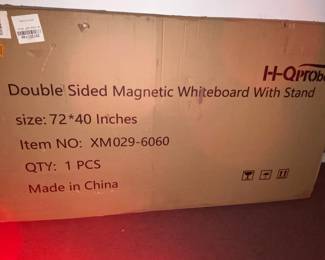 H-Qprobd
Double Sided Magnetic Whiteboard With Stand
size: 72*40 Inches
Item NO: XM029-6060
QTY: 1 PCS
Made in China